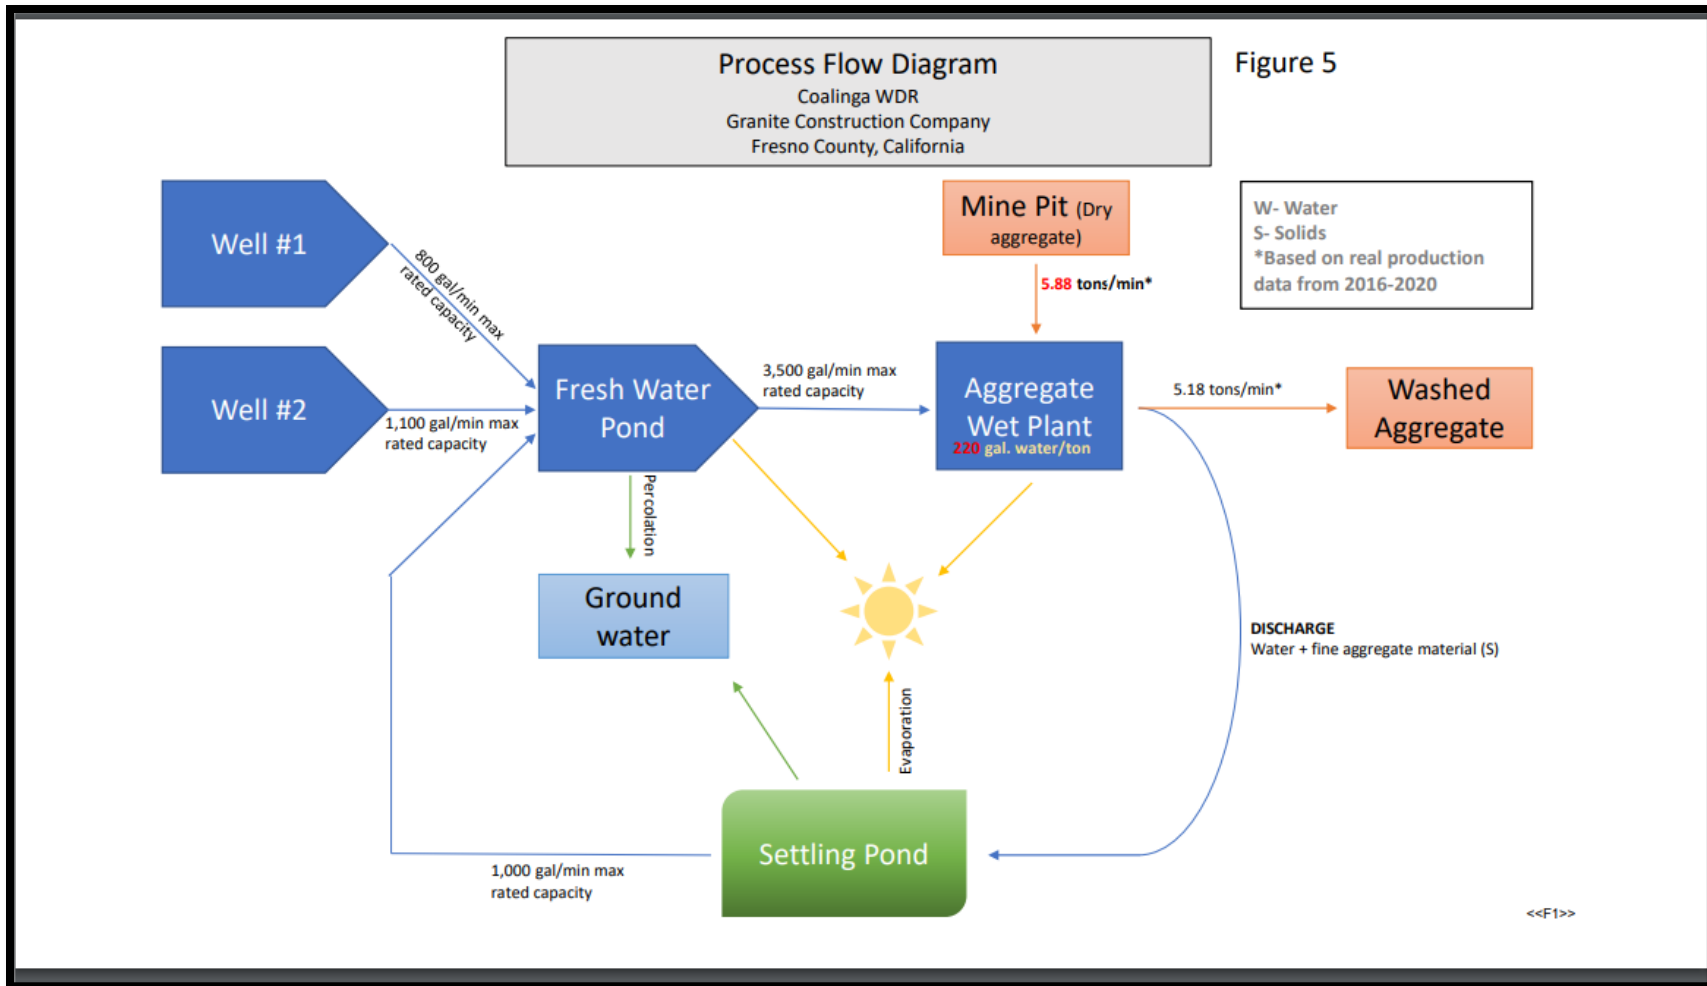 Process Flow Diagram
Coalinga WDR
Granite Construction Company
Fresno County, California
Figure 5
Well #1
800 gal/min max
rated capacity
Well #2
1,100 gal/min max
rated capacity
Fresh Water
Pond
3,500 gal/min max
rated capacity
Mine Pit (Dry
aggregate)
5.88 tons/min*
W- Water
S- Solids
*Based on real production
data from 2016-2020
Aggregate
Wet Plant
220 gal. water/ton
5.18 tons/min*
Washed
Aggregate
Percolation
Ground
water
DISCHARGE
Water + fine aggregate material (S)
Evaporation
Settling Pond
1,000 gal/min max
rated capacity
<<F1>>